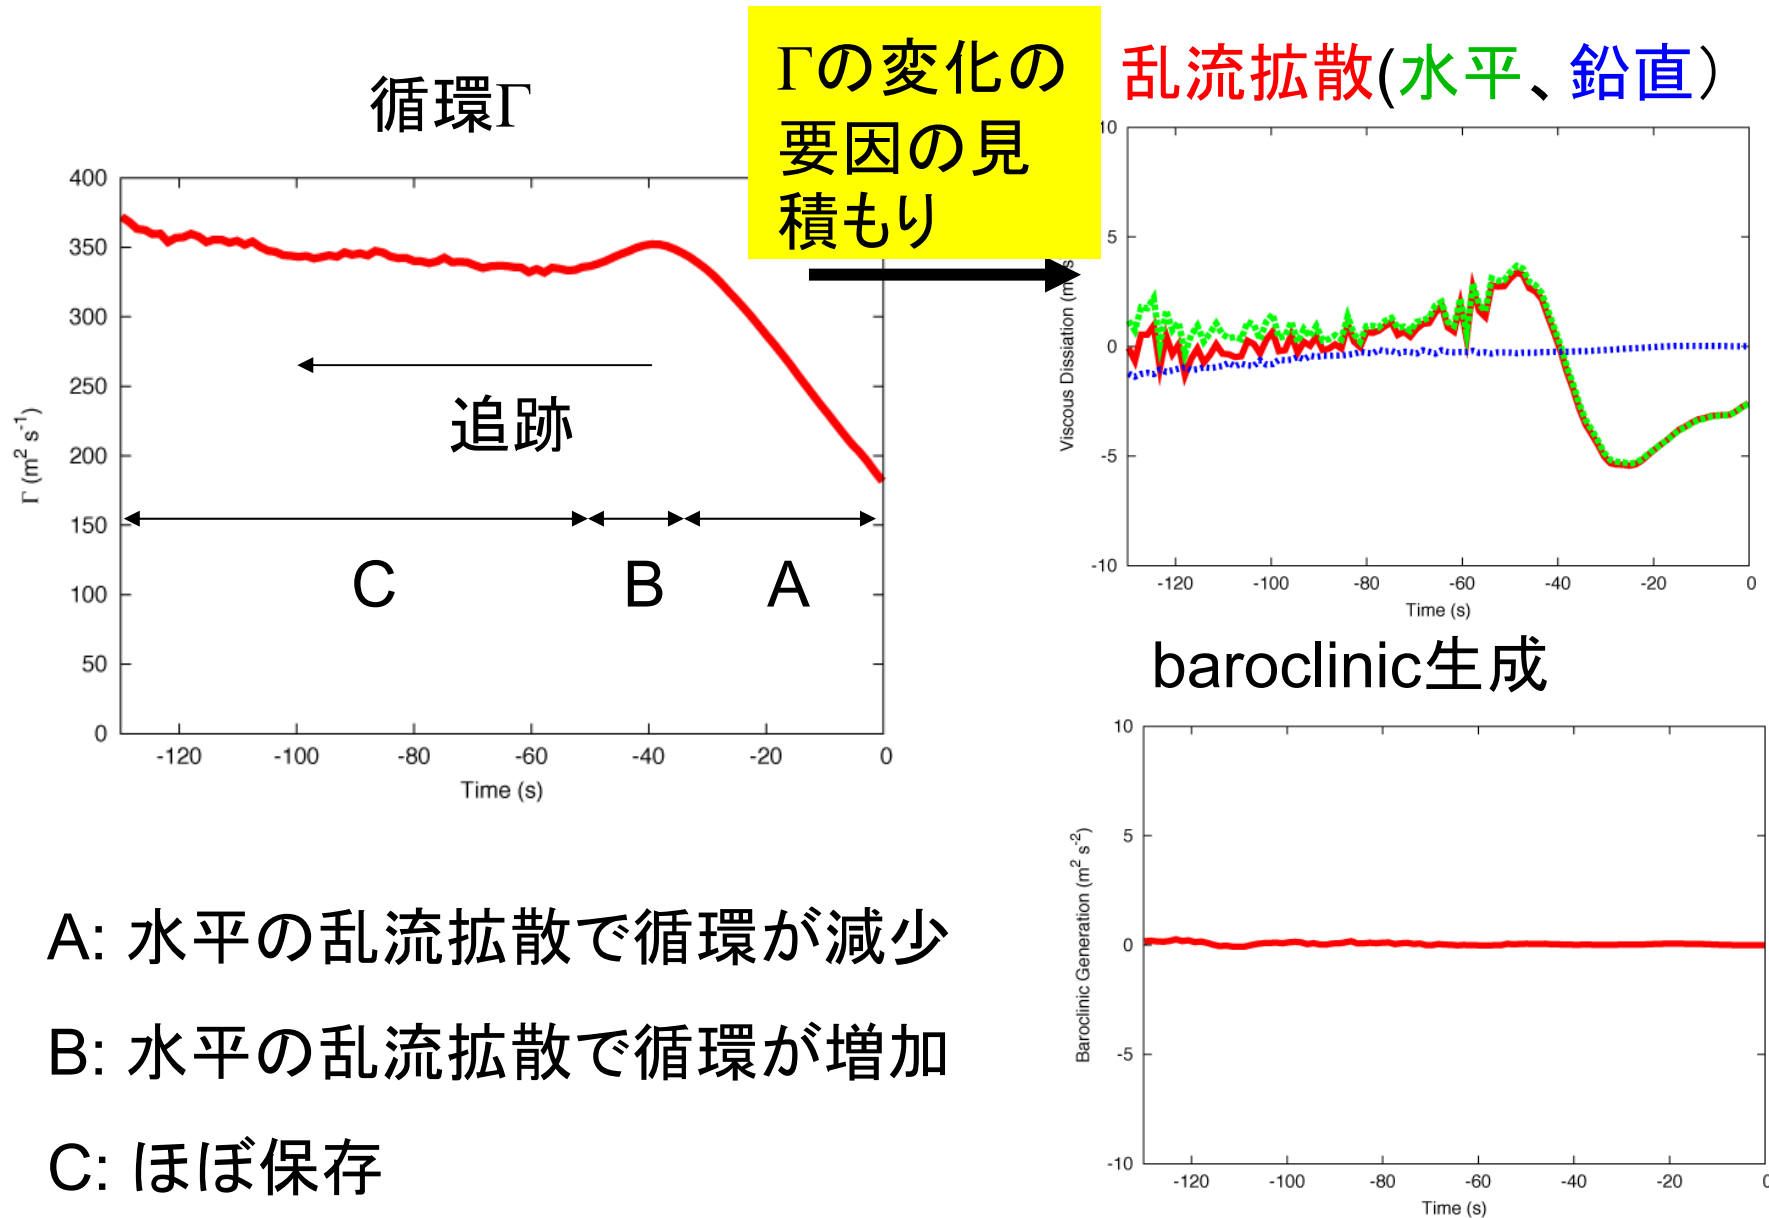 循環Γ
Γの変化の
要因の見
積もり
乱流拡散(水平、鉛直)
400
350
300
250
200
150
100
50
0
Γ (m² s⁻¹)
-120
-100
-80
-60
-40
-20
0
Time (s)
追跡
C
B
A
10
5
0
-5
-10
Viscous Dissiation (m
-120
-100
-80
-60
-40
-20
0
Time (s)
baroclinic生成
10
5
0
-5
-10
Baroclinic Generation (m² s⁻²)
-120
-100
-80
-60
-40
-20
0
Time (s)
A: 水平の乱流拡散で循環が減少
B: 水平の乱流拡散で循環が増加
C: ほぼ保存